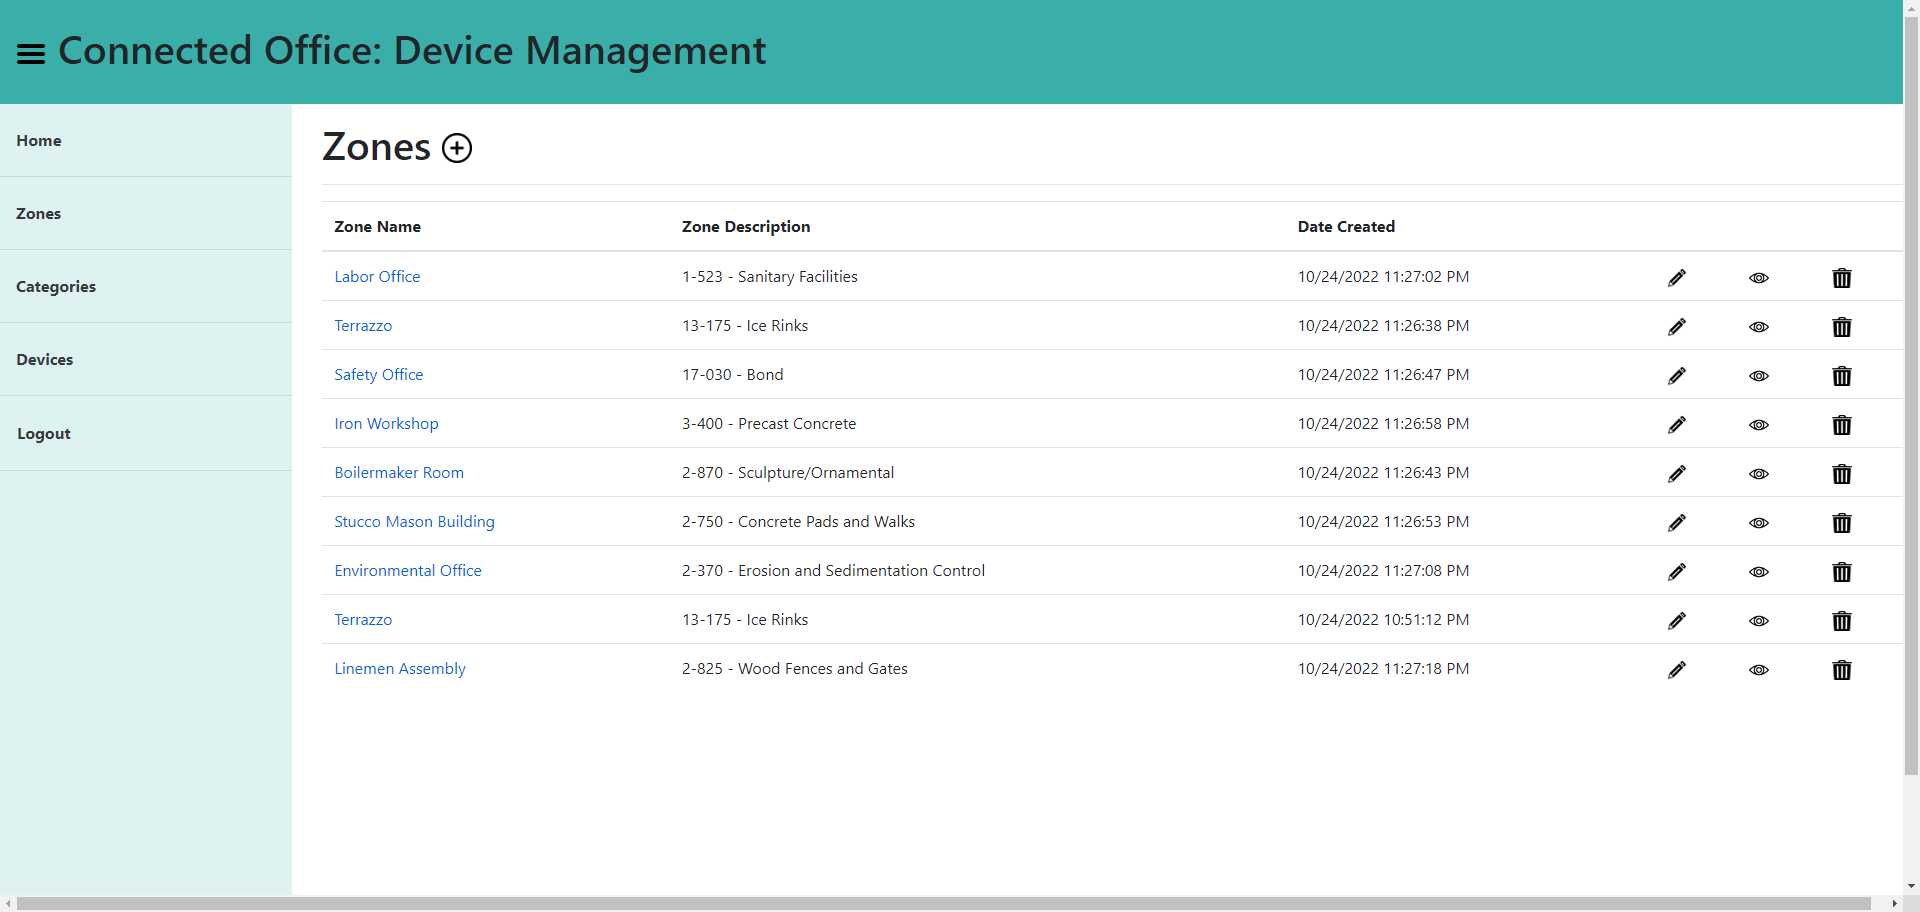 Connected Office: Device Management
Home
Zones
Categories
Devices
Logout
Zones
Zone Name Zone Description Date Created
Labor Office 1-523 - Sanitary Facilities 10/24/2022 11:27:02 PM
Terrazzo 13-175 - Ice Rinks 10/24/2022 11:26:38 PM
Safety Office 17-030 - Bond 10/24/2022 11:26:47 PM
Iron Workshop 3-400 - Precast Concrete 10/24/2022 11:26:58 PM
Boilermaker Room 2-870 - Sculpture/Ornamental 10/24/2022 11:26:43 PM
Stucco Mason Building 2-750 - Concrete Pads and Walks 10/24/2022 11:26:53 PM
Environmental Office 2-370 - Erosion and Sedimentation Control 10/24/2022 11:27:08 PM
Terrazzo 13-175 - Ice Rinks 10/24/2022 10:51:12 PM
Linemen Assembly 2-825 - Wood Fences and Gates 10/24/2022 11:27:18 PM